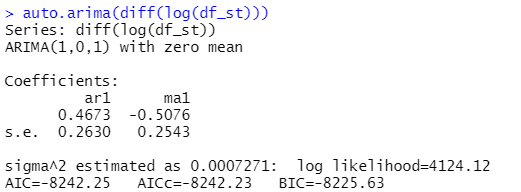 > auto.arima(diff(log(df_st)))
Series: diff(log(df_st))
ARIMA(1,0,1) with zero mean
Coefficients:
ar1 ma1
0.4673 -0.5076
s.e. 0.2630 0.2543
sigma^2 estimated as 0.0007271: log likelihood=4124.12
AIC=-8242.25 AICc=-8242.23 BIC=-8225.63